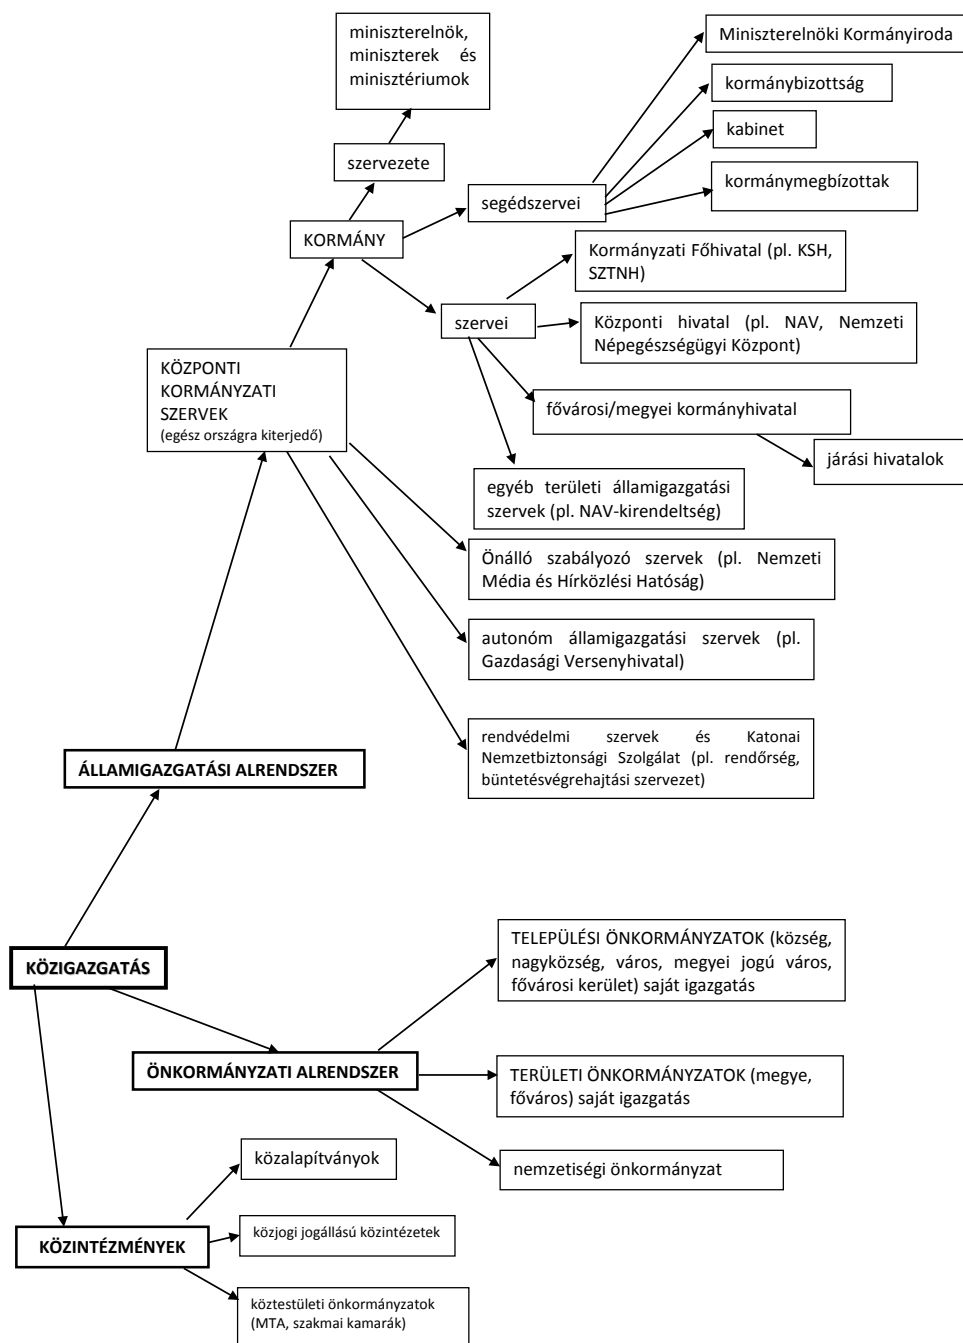 miniszterelnök,
miniszterek és
minisztériumok
Miniszterelnöki Kormányiroda
kormánybizottság
kabinet
szervezete
kormánymegbízottak
segédszervei
KORMÁNY
Kormányzati Főhivatal (pl. KSH,
SZTNH)
szervei
Központi hivatal (pl. NAV, Nemzeti
Népegészségügyi Központ)
KÖZPONTI
KORMÁNYZATI
SZERVEK
(egész országra kiterjedő)
fővárosi/megyei kormányhivatal
járási hivatalok
egyéb területi államigazgatási
szervek (pl. NAV-kirendeltség)
Önálló szabályozó szervek (pl. Nemzeti
Média és Hírközlési Hatóság)
autonóm államigazgatási szervek (pl.
Gazdasági Versenyhivatal)
rendvédelmi szervek és Katonai
Nemzetbiztonsági Szolgálat (pl. rendőrség,
büntetésvégrehajtási szervezet)
ÁLLAMIGAZGATÁSI ALRENDSZER
TELEPÜLÉSI ÖNKORMÁNYZATOK (község,
nagyközség, város, megyei jogú város,
fővárosi kerület) saját igazgatás
KÖZIGAZGATÁS
ÖNKORMÁNYZATI ALRENDSZER
TERÜLETI ÖNKORMÁNYZATOK (megye,
főváros) saját igazgatás
közalapítványok
nemzetiségi önkormányzat
közjogi jogállású közintézetek
KÖZINTÉZMÉNYEK
köztestületi önkormányzatok
(MTA, szakmai kamarák)